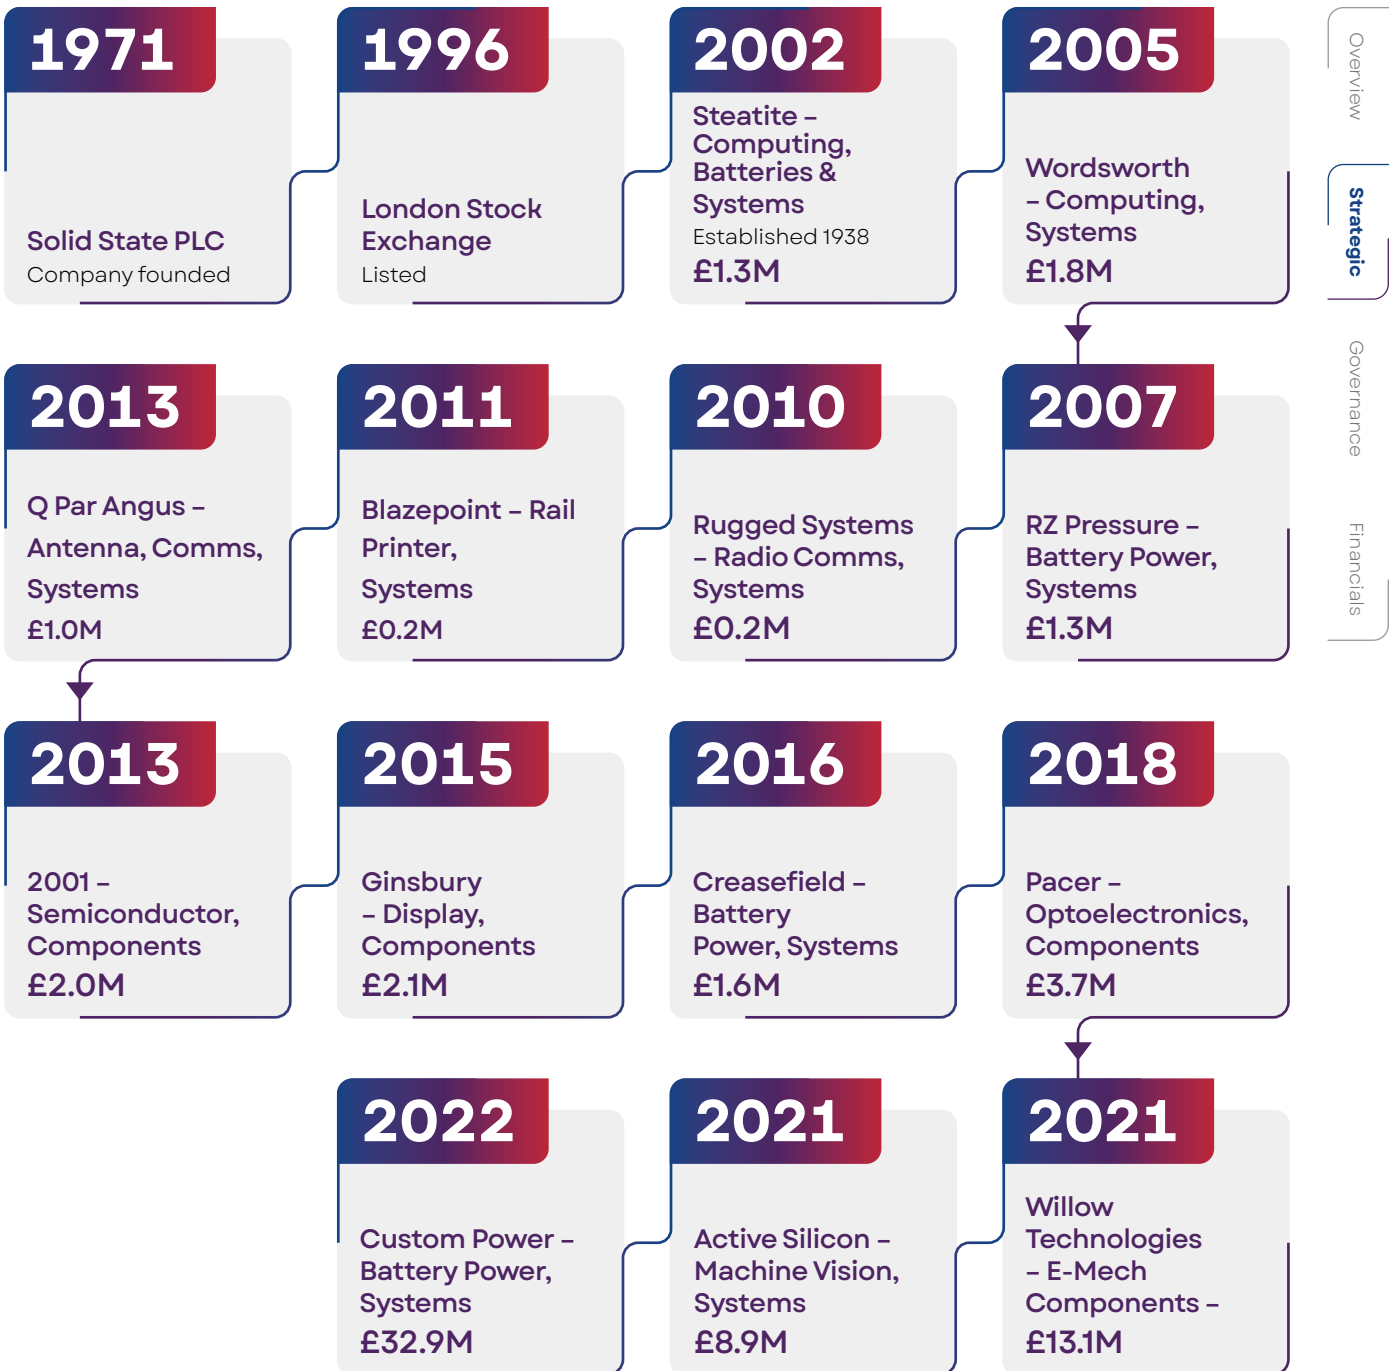 1971
Solid State PLC
Company founded
1996
London Stock
Exchange
Listed
2002
Steatite –
Computing,
Batteries &
Systems
Established 1938
£1.3M
2005
Wordsworth
– Computing,
Systems
£1.8M
2013
Q Par Angus –
Antenna, Comms,
Systems
£1.0M
2011
Blazepoint – Rail
Printer,
Systems
£0.2M
2010
Rugged Systems
– Radio Comms,
Systems
£0.2M
2007
RZ Pressure –
Battery Power,
Systems
£1.3M
2013
2001 –
Semiconductor,
Components
£2.0M
2015
Ginsbury
– Display,
Components
£2.1M
2016
Creasefield –
Battery
Power, Systems
£1.6M
2018
Pacer –
Optoelectronics,
Components
£3.7M
2022
Custom Power –
Battery Power,
Systems
£32.9M
2021
Active Silicon –
Machine Vision,
Systems
£8.9M
2021
Willow
Technologies
– E-Mech
Components –
£13.1M
Overview
Strategic
Governance
Financials